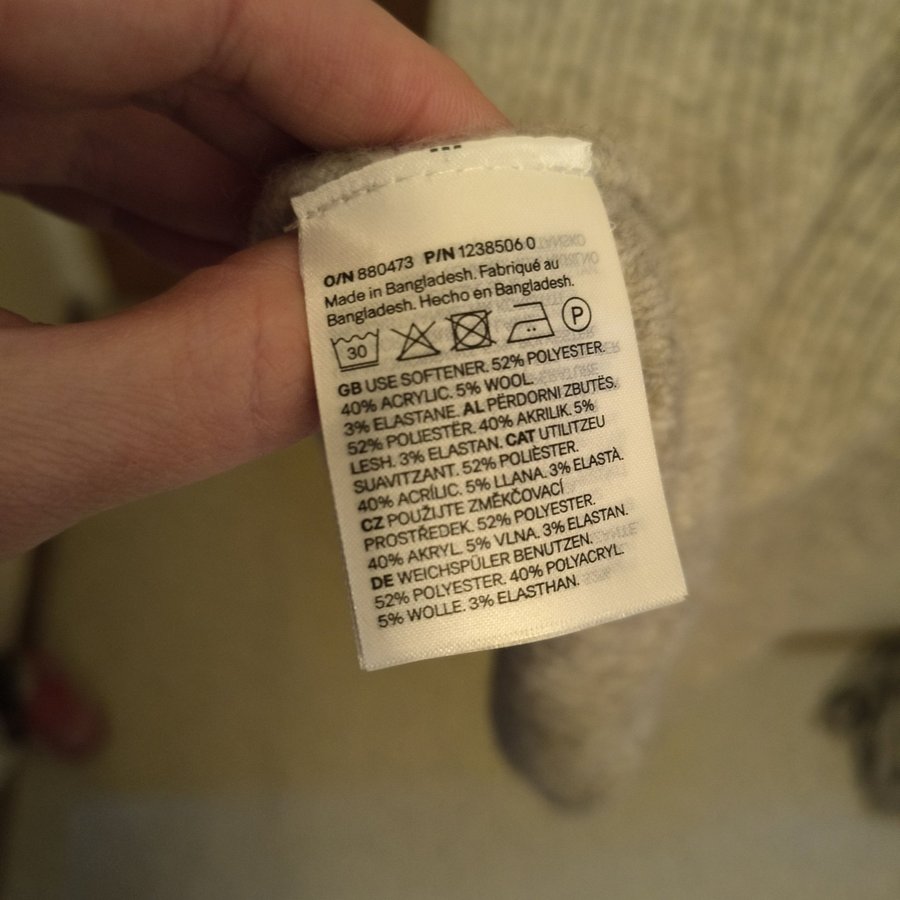 O/N 880473 P/N 1238506 0
Made in Bangladesh. Fabriqué au
Bangladesh. Hecho en Bangladesh.
30 P
GB USE SOFTENER. 52% POLYESTER.
40% ACRYLIC. 5% WOOL.
3% ELASTANE. AL PËRDORNI ZBUTËS.
52% POLIESTËR. 40% AKRILIK. 5%
LESH. 3% ELASTAN. CAT UTILITZEU
SUAVITZANT. 52% POLIÈSTER.
40% ACRÍLIC. 5% LLANA. 3% ELASTÀ.
CZ POUŽIJTE ZMĚKČOVACÍ
PROSTŘEDEK. 52% POLYESTER.
40% AKRYL. 5% VLNA. 3% ELASTAN.
DE WEICHSPÜLER BENUTZEN.
52% POLYESTER. 40% POLYACRYL.
5% WOLLE. 3% ELASTHAN.